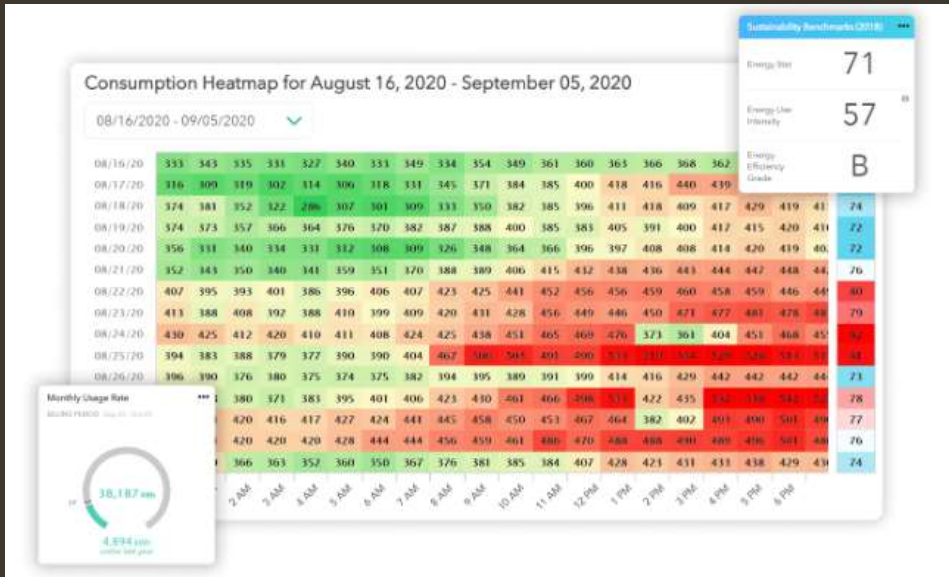 Sustainability Benchmarks (2018)
Energy Star 71
Energy Use Intensity 57
Energy Efficiency Grade B
Consumption Heatmap for August 16, 2020 - September 05, 2020
08/16/2020 - 09/05/2020
08/16/20 333 343 335 331 327 340 333 349 334 354 349 361 360 363 366 368 362
08/17/20 316 309 319 302 314 306 318 331 345 371 384 385 400 418 416 440 439
08/18/20 374 381 352 322 286 307 301 309 333 350 382 385 396 411 418 409 417 429 419 74
08/19/20 374 373 357 366 364 376 370 382 387 388 400 385 383 405 391 400 417 415 420 72
08/20/20 356 331 340 334 331 312 308 309 326 348 364 366 396 397 408 408 414 420 419 72
08/21/20 352 343 350 340 341 359 351 370 388 389 406 415 432 438 436 443 444 447 448 76
08/22/20 407 395 393 401 386 396 406 407 423 425 441 452 456 456 459 460 458 459 446 80
08/23/20 413 388 408 392 388 410 399 409 420 431 428 456 449 446 450 471 477 481 478 79
08/24/20 430 425 412 420 410 411 408 424 425 438 451 465 469 476 373 361 404 451 468
08/25/20 394 383 388 379 377 390 390 404 467
08/26/20 396 390 376 380 375 374 375 382 394 395 389 391 399 414 416 429 442 442 442 73
380 371 383 395 401 406 423 430 461 466 422 435 78
420 416 417 427 424 441 445 458 450 453 467 464 382 402 77
420 420 420 428 444 444 456 459 461 470 76
366 363 352 360 350 367 376 381 385 384 407 428 423 431 433 438 429 74
2 AM 3 AM 4 AM 5 AM 6 AM 7 AM 8 AM 9 AM 10 AM 11 AM 12 PM 1 PM 2 PM 3 PM 4 PM 5 PM 6 PM
Monthly Usage Rate
BILLING PERIOD
38,187 kWh
4,894 kWh